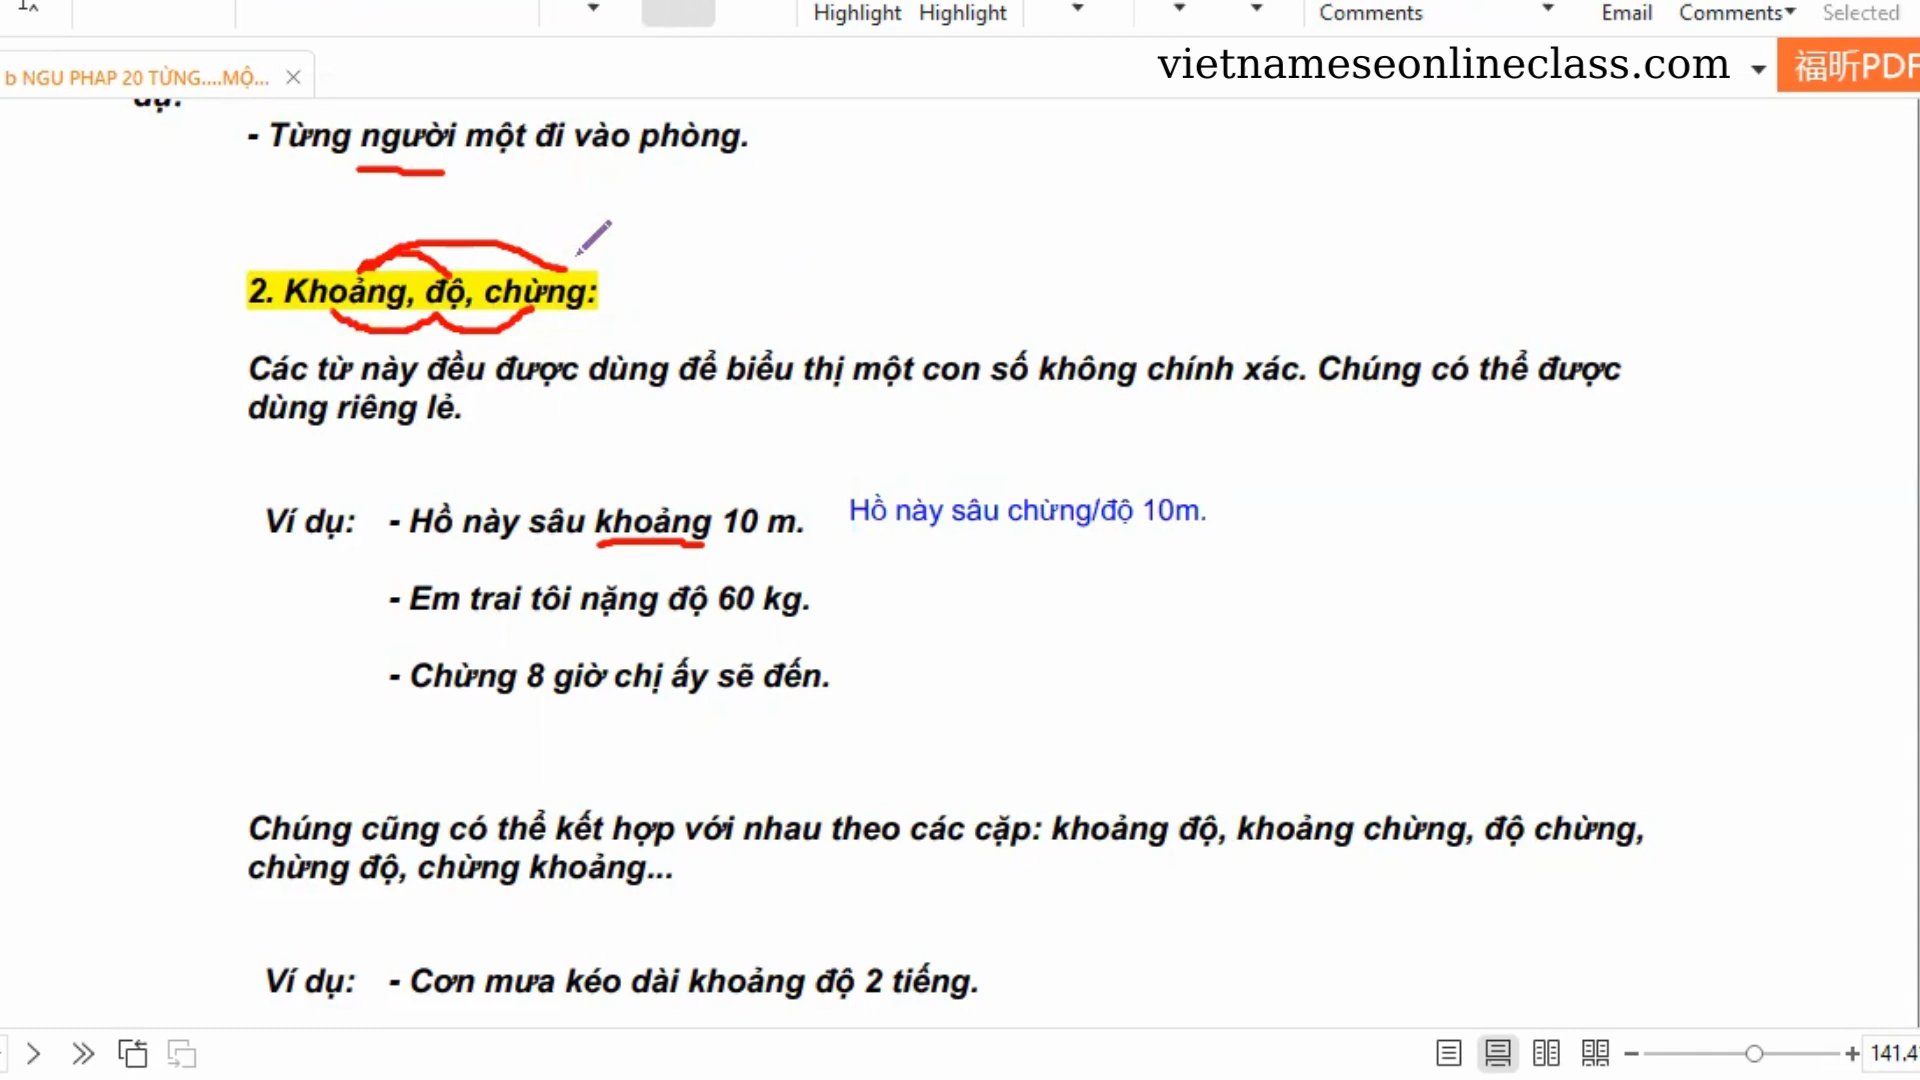 Highlight Highlight Comments Email Comments Selected
b NGU PHAP 20 TỪNG....MỘ...
vietnameseonlineclass.com
福昕PDF
dụ:
- Từng người một đi vào phòng.
2. Khoảng, độ, chừng:
Các từ này đều được dùng để biểu thị một con số không chính xác. Chúng có thể được
dùng riêng lẻ.
Ví dụ: - Hồ này sâu khoảng 10 m. Hồ này sâu chừng/độ 10m.
- Em trai tôi nặng độ 60 kg.
- Chừng 8 giờ chị ấy sẽ đến.
Chúng cũng có thể kết hợp với nhau theo các cặp: khoảng độ, khoảng chừng, độ chừng,
chừng độ, chừng khoảng...
Ví dụ: - Cơn mưa kéo dài khoảng độ 2 tiếng.
141.4